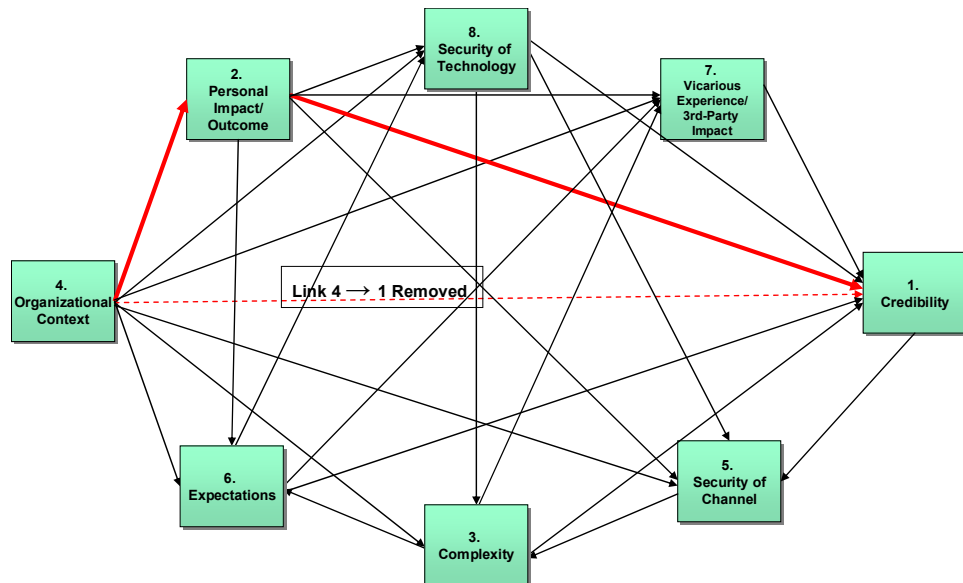 8.
Security of
Technology
2.
Personal
Impact/
Outcome
7.
Vicarious
Experience/
3rd-Party
Impact
4.
Organizational
Context
Link 4 → 1 Removed
1.
Credibility
6.
Expectations
5.
Security of
Channel
3.
Complexity